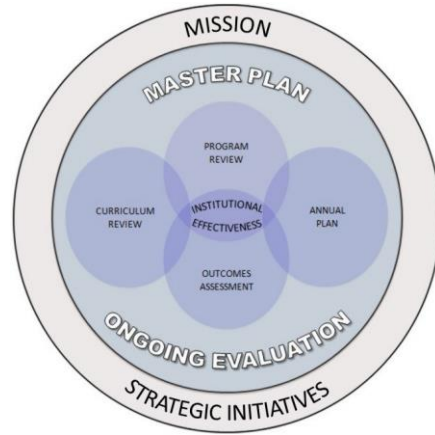 MISSION
MASTER PLAN
PROGRAM
REVIEW
CURRICULUM
REVIEW
INSTITUTIONAL
EFFECTIVENESS
ANNUAL
PLAN
OUTCOMES
ASSESSMENT
ONGOING EVALUATION
STRATEGIC INITIATIVES